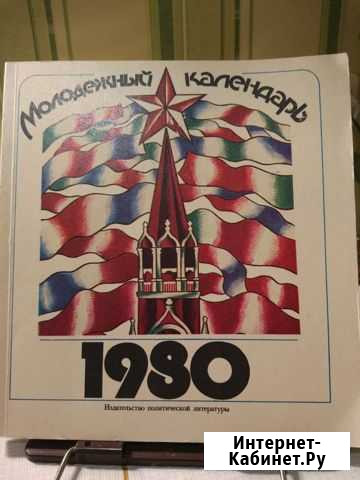 Молодежный календарь
1980
Издательство политической литературы
Интернет-
Кабинет.Ру